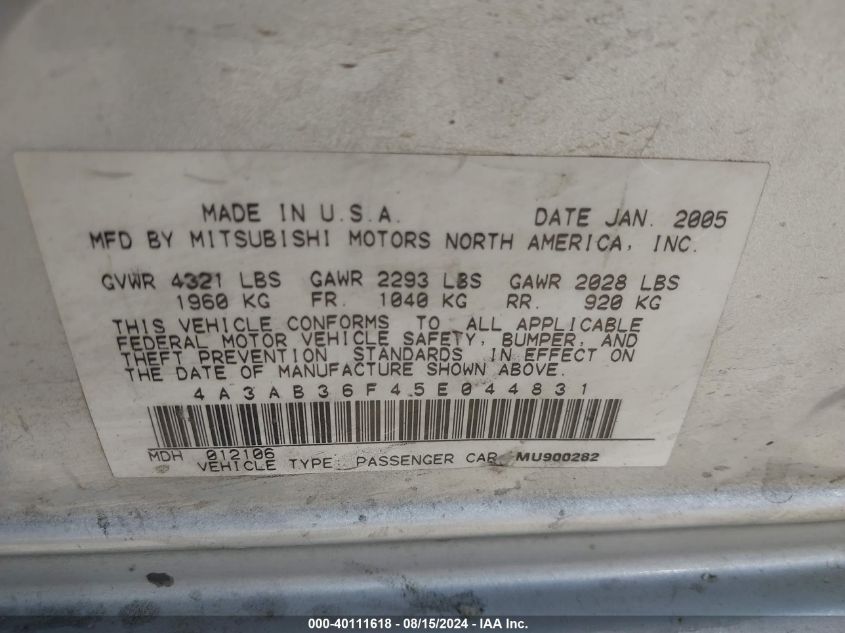 MADE IN U.S.A. DATE JAN. 2005
MFD BY MITSUBISHI MOTORS NORTH AMERICA, INC.
GVWR 4321 LBS GAWR 2293 LBS GAWR 2028 LBS
1960 KG FR. 1040 KG RR. 920 KG
THIS VEHICLE CONFORMS TO ALL APPLICABLE
FEDERAL MOTOR VEHICLE SAFETY, BUMPER, AND
THEFT PREVENTION STANDARDS IN EFFECT ON
THE DATE OF MANUFACTURE SHOWN ABOVE.
4A3AB36F45E044831
MDH 012106
VEHICLE TYPE: PASSENGER CAR MU900282
000-40111618 - 08/15/2024 - IAA Inc.